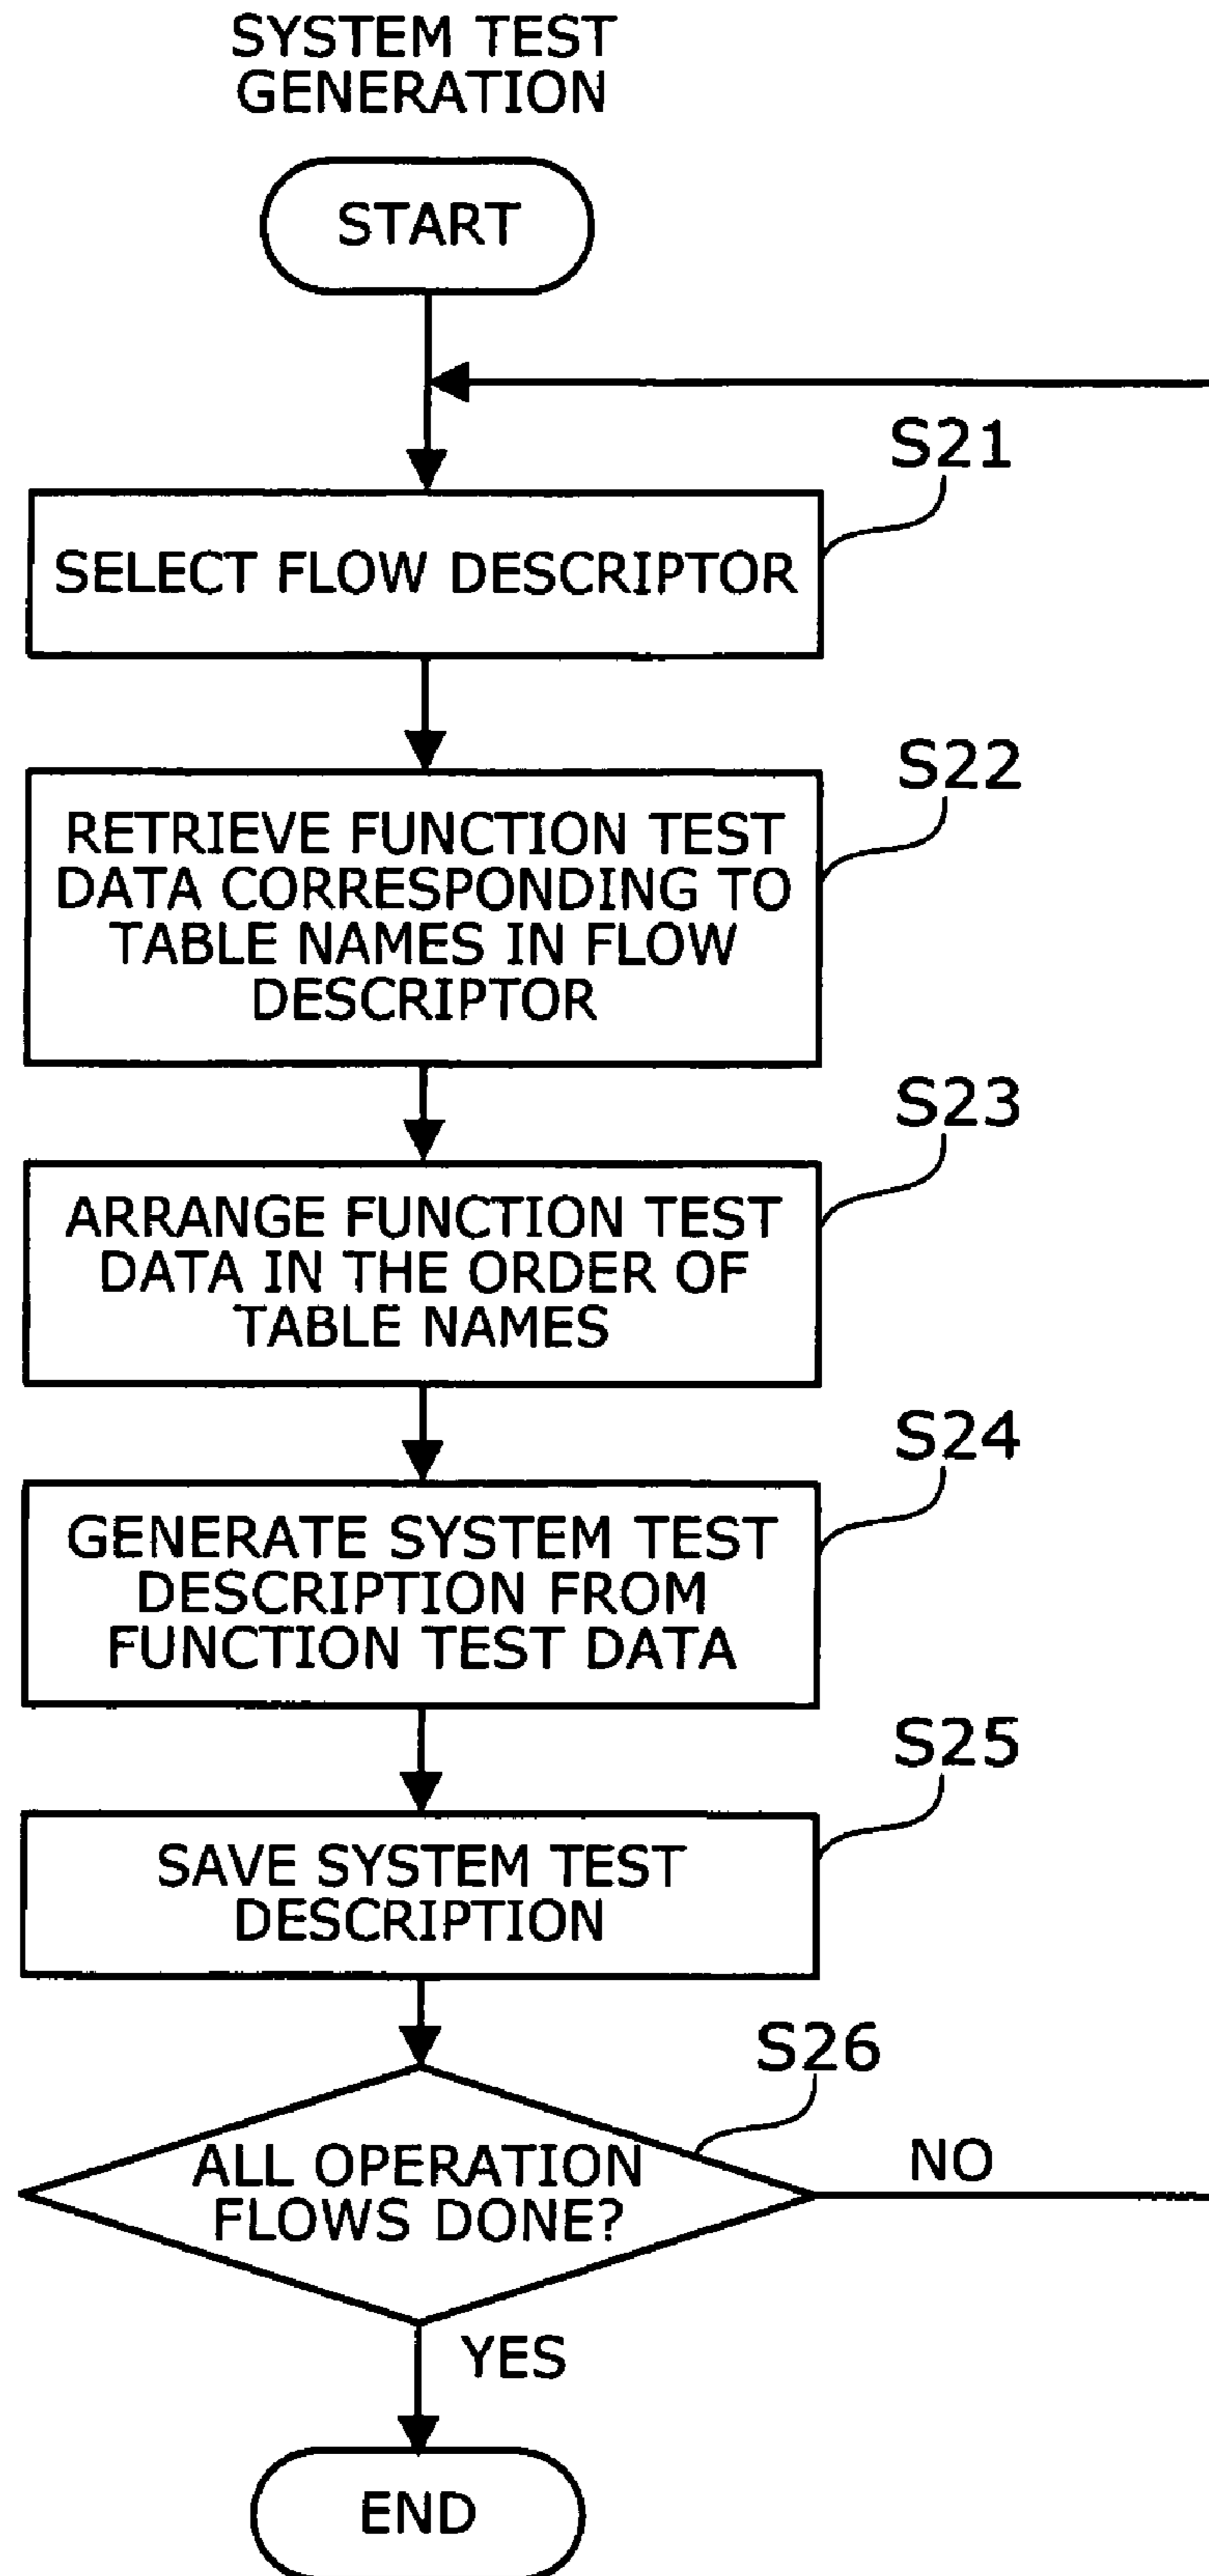 SYSTEM TEST
GENERATION
START
S21
SELECT FLOW DESCRIPTOR
S22
RETRIEVE FUNCTION TEST
DATA CORRESPONDING TO
TABLE NAMES IN FLOW
DESCRIPTOR
S23
ARRANGE FUNCTION TEST
DATA IN THE ORDER OF
TABLE NAMES
S24
GENERATE SYSTEM TEST
DESCRIPTION FROM
FUNCTION TEST DATA
S25
SAVE SYSTEM TEST
DESCRIPTION
S26
ALL OPERATION
FLOWS DONE?
NO
YES
END